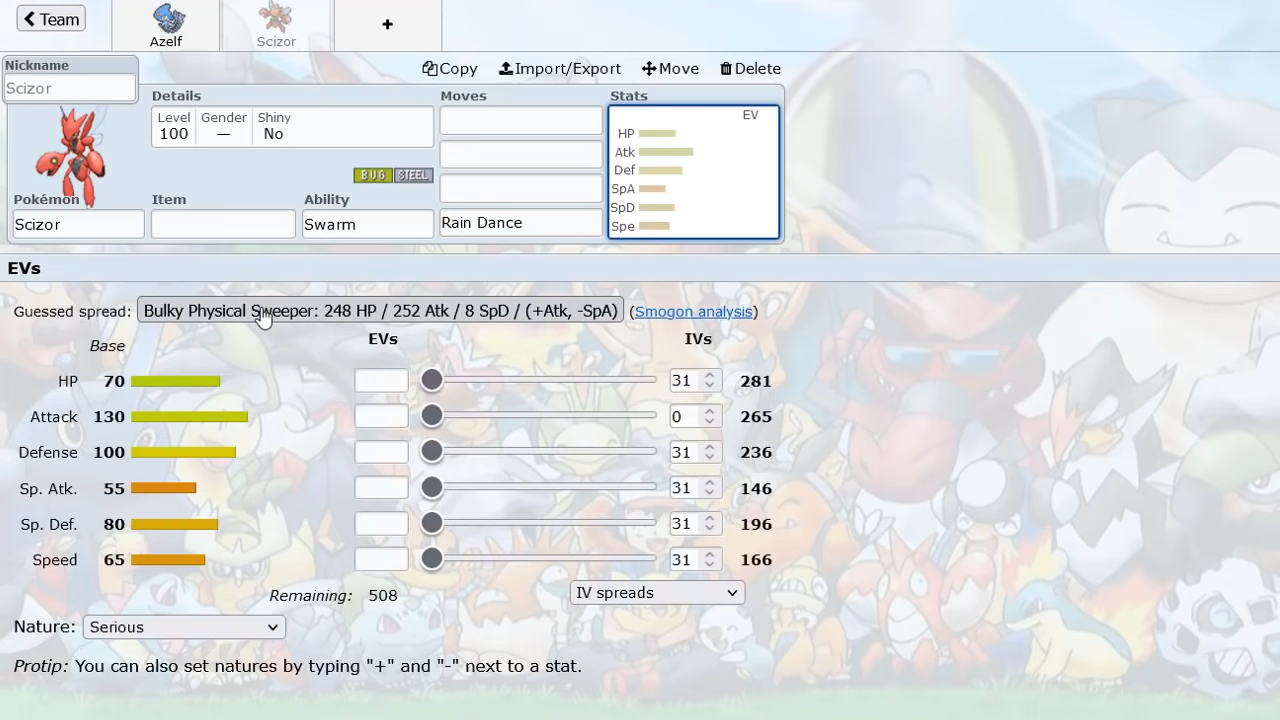 Team
Azelf
Scizor
+
Nickname
Scizor
Copy
Import/Export
Move
Delete
Details
Level
100
Gender
—
Shiny
No
BUG STEEL
Pokémon
Scizor
Item
Ability
Swarm
Moves
Rain Dance
Stats
EV
HP
Atk
Def
SpA
SpD
Spe
EVs
Guessed spread: Bulky Physical Sweeper: 248 HP / 252 Atk / 8 SpD / (+Atk, -SpA) (Smogon analysis)
Base EVs IVs
HP 70 31 281
Attack 130 0 265
Defense 100 31 236
Sp. Atk. 55 31 146
Sp. Def. 80 31 196
Speed 65 31 166
Remaining: 508 IV spreads
Nature: Serious
Protip: You can also set natures by typing "+" and "-" next to a stat.